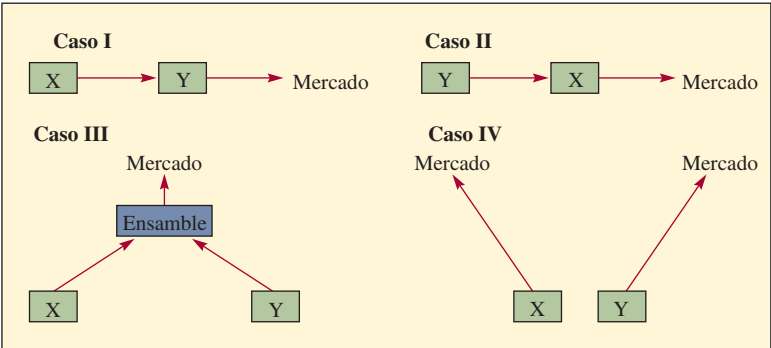 Caso I
X Y Mercado
Caso II
Y X Mercado
Caso III
Mercado
Ensamble
X Y
Caso IV
Mercado Mercado
X Y